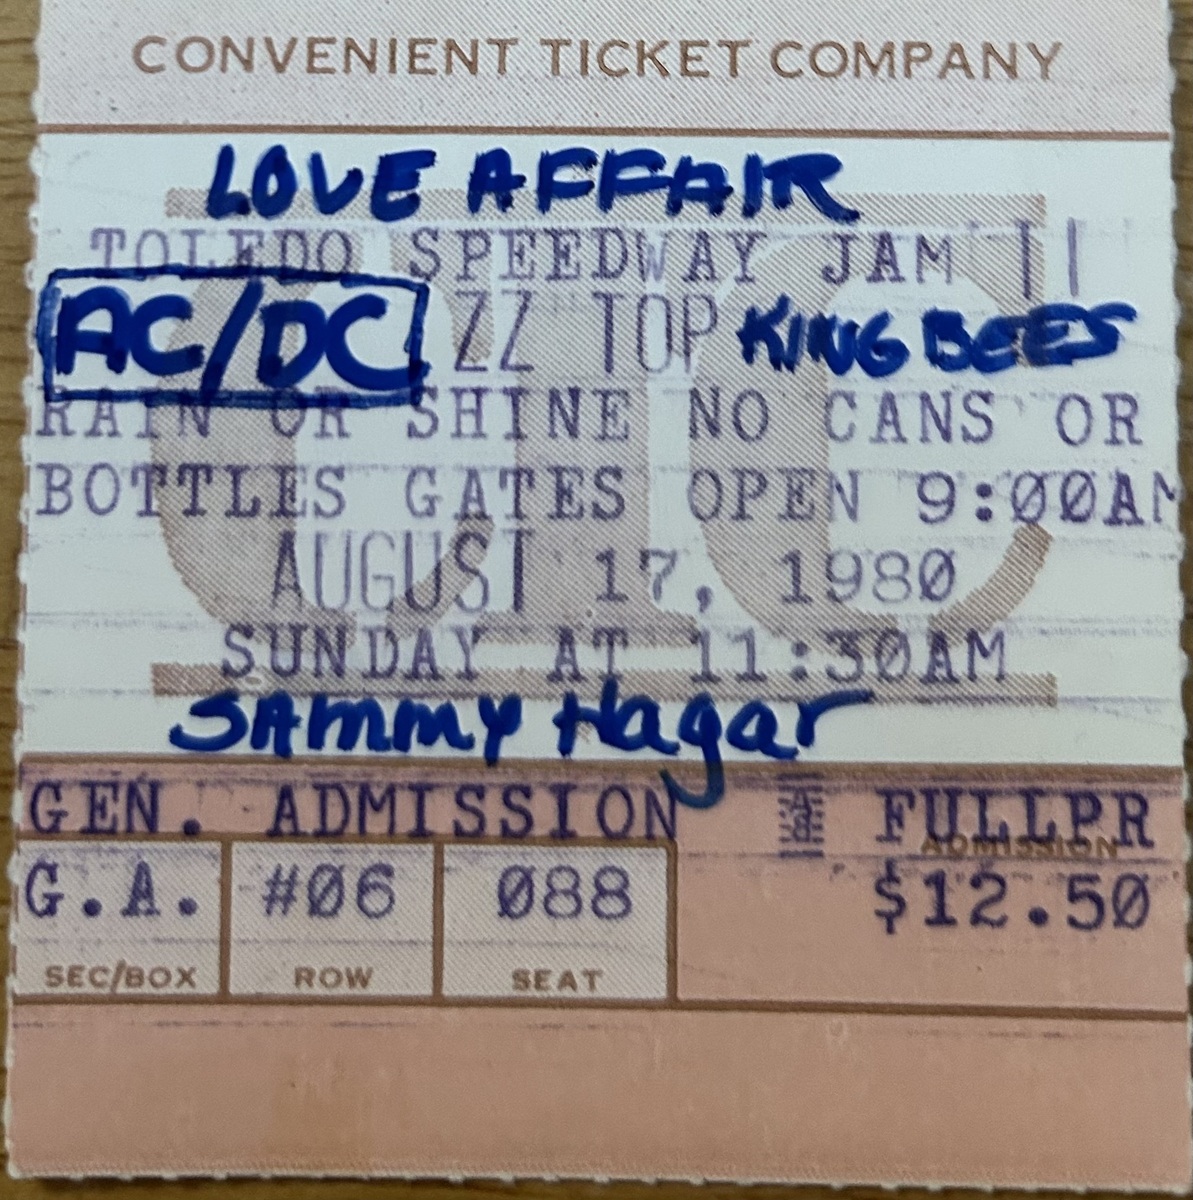 CONVENIENT TICKET COMPANY
LOVE AFFAIR
TOLEDO SPEEDWAY JAM II
AC/DC ZZ TOP KING BEES
RAIN OR SHINE NO CANS OR
BOTTLES GATES OPEN 9:00AM
AUGUST 17, 1980
SUNDAY AT 11:30AM
SAMMY Hagar
GEN. ADMISSION FULLPR
ADMISSION
G.A. #06 088 $12.50
SEC/BOX ROW SEAT